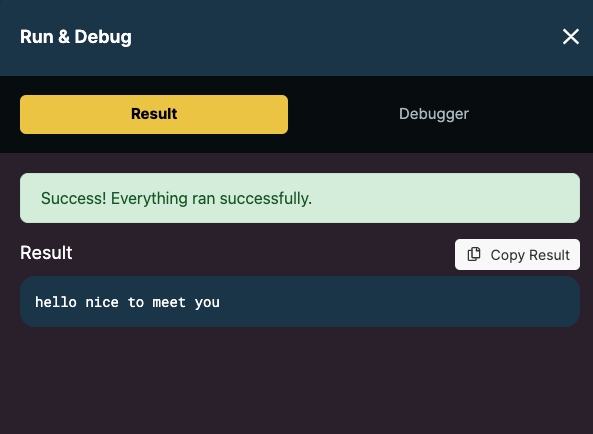 Run & Debug
Result
Debugger
Success! Everything ran successfully.
Result
Copy Result
hello nice to meet you